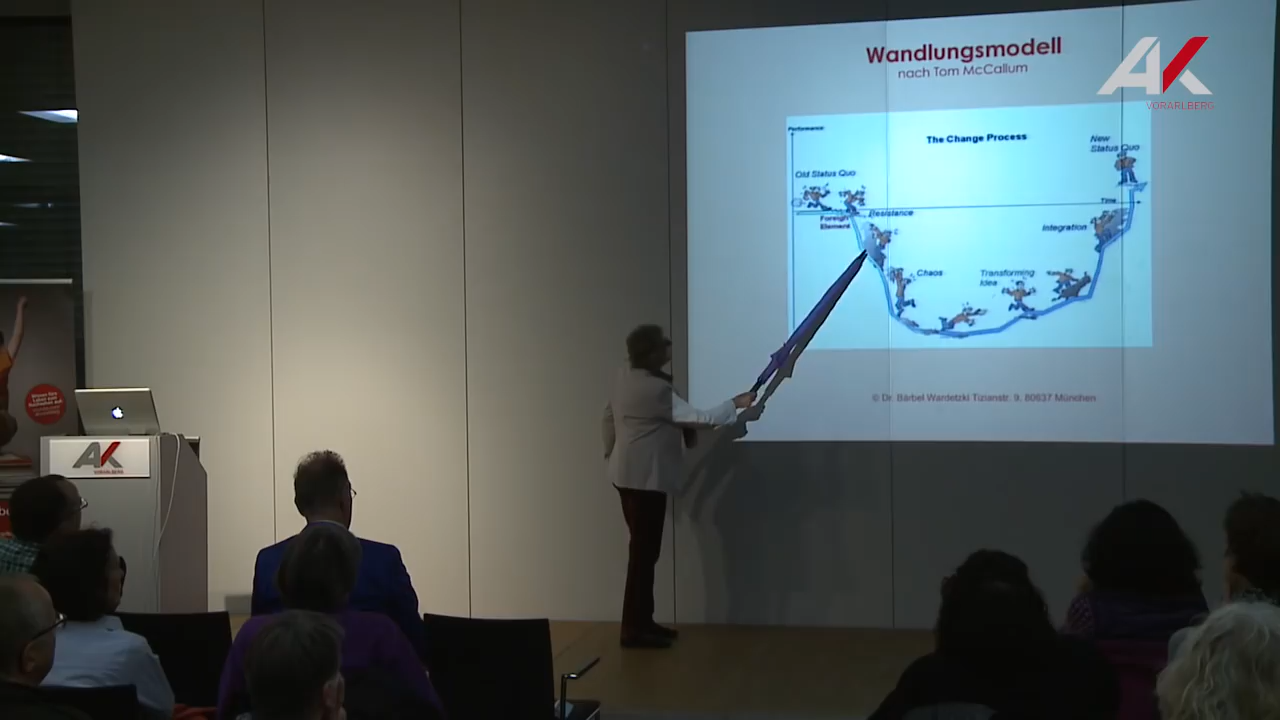 Wandlungsmodell
nach Tom McCallum
AK
VORARLBERG
Performance
The Change Process
New
Status Quo
Old Status Quo
Time
Foreign
Element
Resistance
Integration
Chaos
Transforming
Idea
© Dr. Bärbel Wardetzki Tizianstr. 9, 80637 München
AK
VORARLBERG